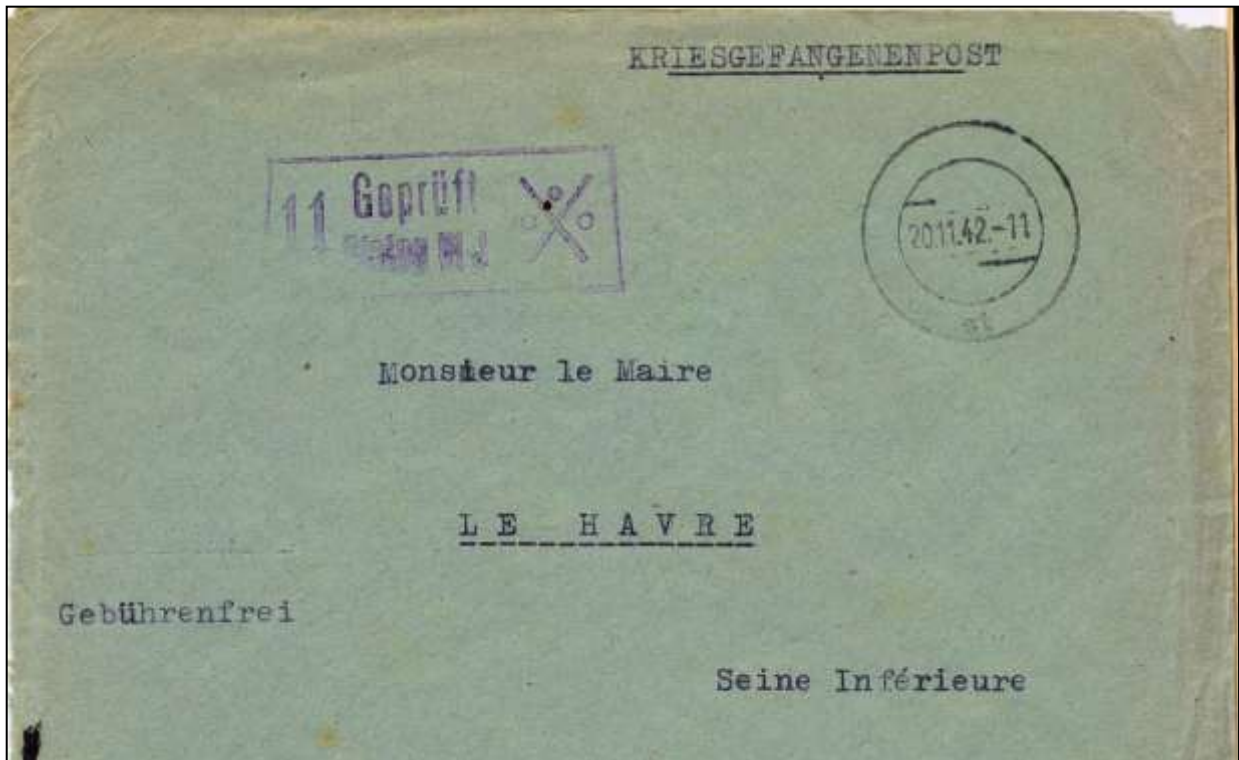 KRIESGEFANGENENPOST
11 Geprüft
20.11.42.-11
Monsieur le Maire
LE HAVRE
Gebührenfrei
Seine Inférieure